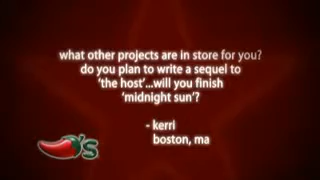 what other projects are in store for you?
do you plan to write a sequel to
'the host'...will you finish
'midnight sun'?
- kerri
boston, ma
's